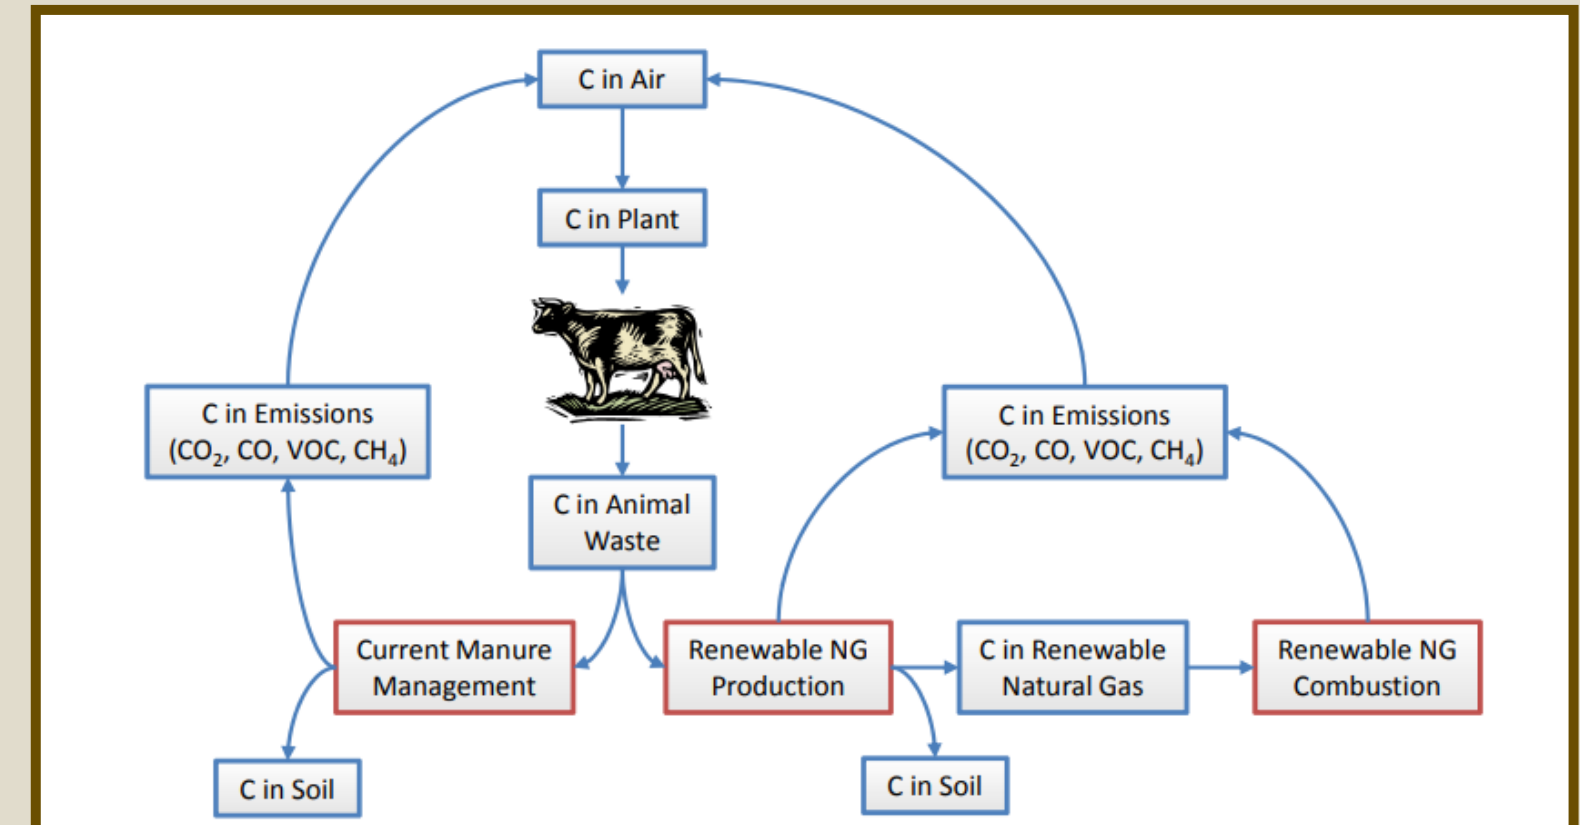 C in Air
C in Plant
C in Emissions
(CO₂, CO, VOC, CH₄)
C in Emissions
(CO₂, CO, VOC, CH₄)
C in Animal
Waste
Current Manure
Management
Renewable NG
Production
C in Renewable
Natural Gas
Renewable NG
Combustion
C in Soil
C in Soil